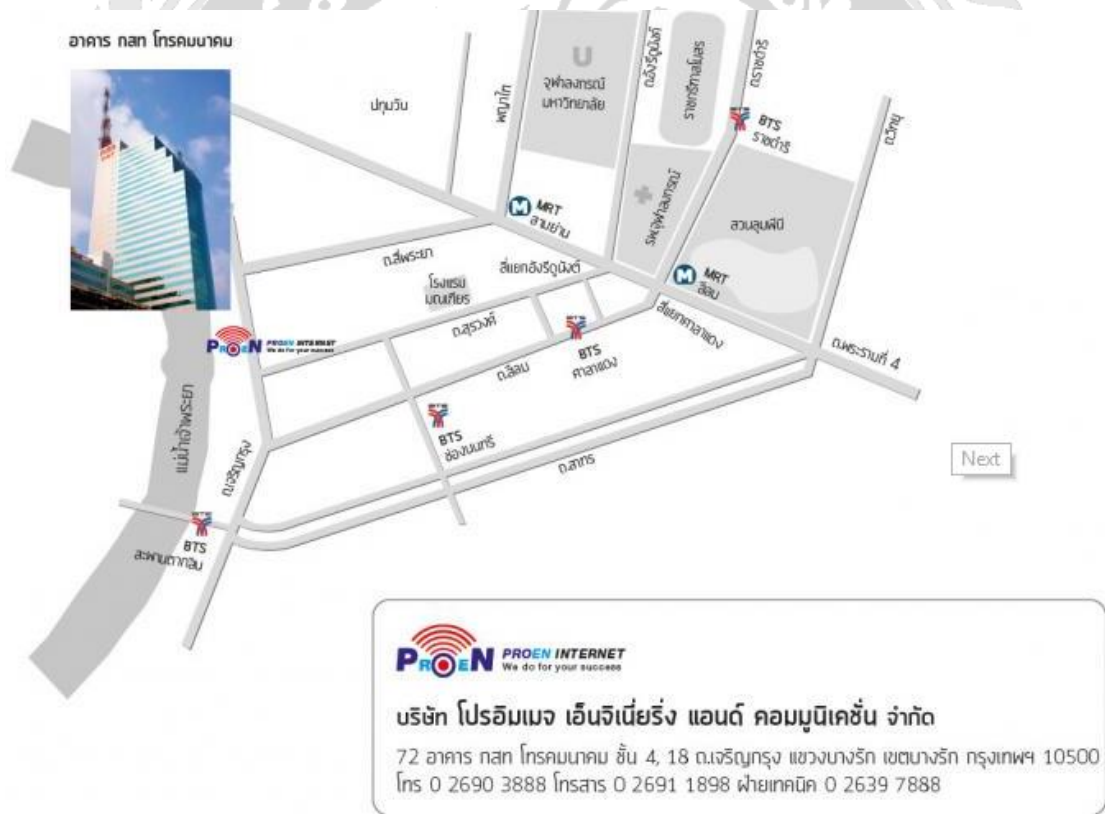 อาคาร กสท โทรคมนาคม
ปทุมวัน
พญาไท
จุฬาลงกรณ์
มหาวิทยาลัย
ถ.อังรีดูนังต์
ราชกรีฑาสโมสร
ถ.ราชดำริ
BTS
ราชดำริ
ถ.วิทยุ
MRT
สามย่าน
รพ.จุฬาลงกรณ์
สวนลุมพินี
ถ.สี่พระยา
สี่แยกอังรีดูนังต์
MRT
สีลม
โรงแรม
มณเฑียร
ถ.สุรวงศ์
สี่แยกศาลาแดง
PROEN PROEN INTERNET
We do for your success
BTS
ศาลาแดง
ถ.พระรามที่ 4
ถ.สีลม
แม่น้ำเจ้าพระยา
BTS
ช่องนนทรี
ถ.เจริญกรุง
ถ.สาทร
Next
BTS
สะพานตากสิน
PROEN PROEN INTERNET
We do for your success
บริษัท โปรอิมเมจ เอ็นจิเนี่ยริ่ง แอนด์ คอมมูนิเคชั่น จำกัด
72 อาคาร กสท โทรคมนาคม ชั้น 4, 18 ถ.เจริญกรุง แขวงบางรัก เขตบางรัก กรุงเทพฯ 10500
โทร 0 2690 3888 โทรสาร 0 2691 1898 ฝ่ายเทคนิค 0 2639 7888